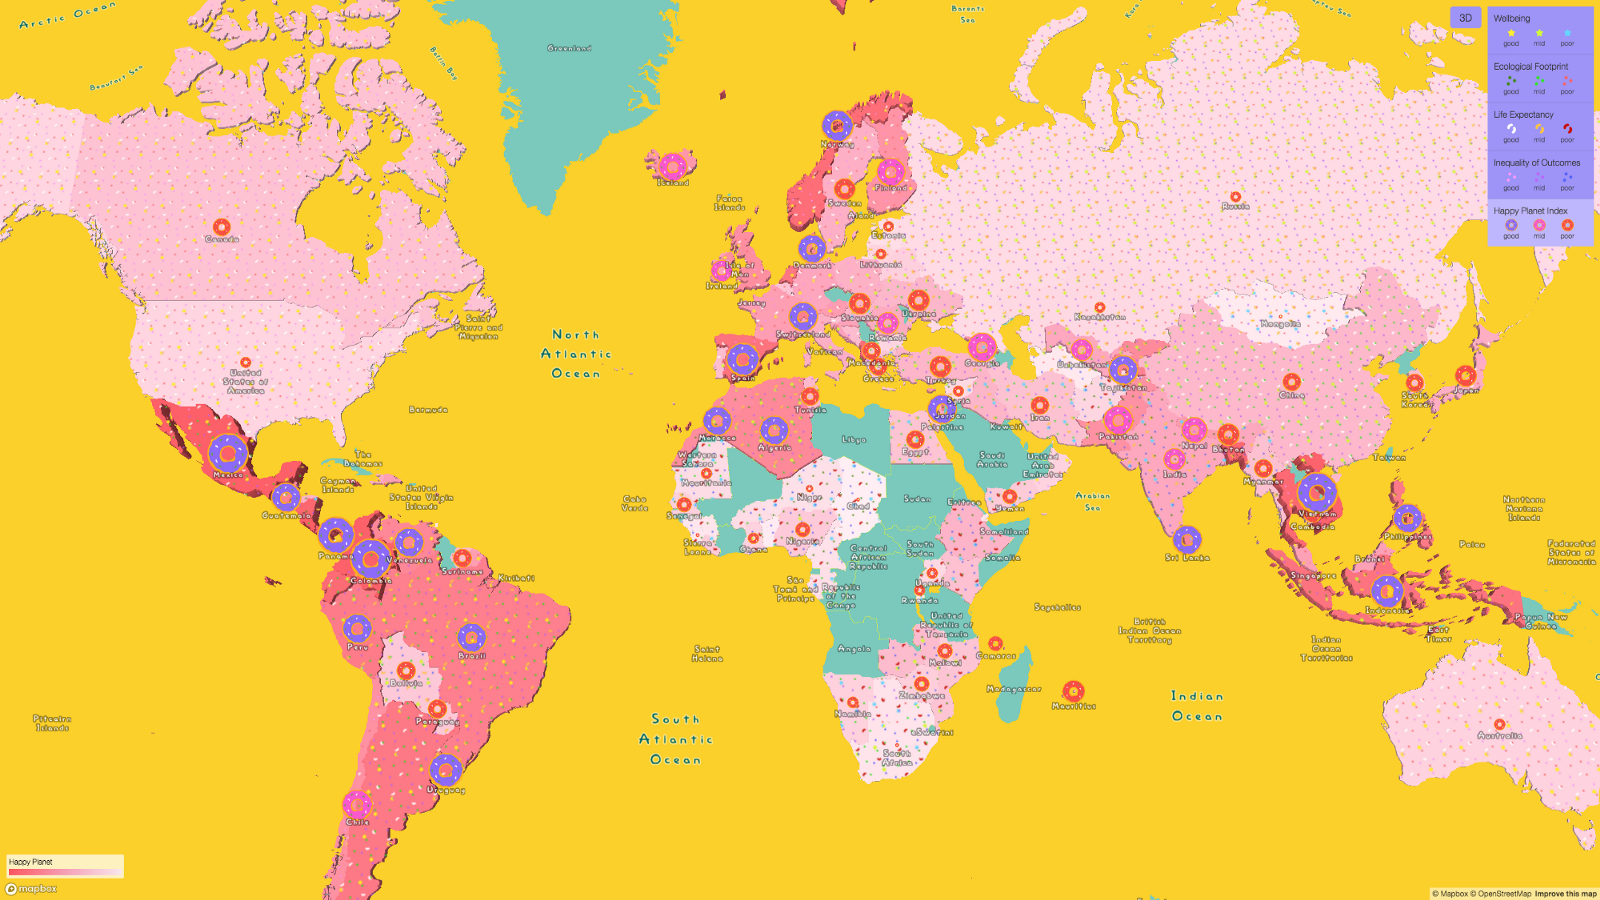 Arctic Ocean
Beaufort Sea
Baffin Bay
Greenland
Barents
Sea
3D
Wellbeing
good mid poor
Ecological Footprint
good mid poor
Life Expectancy
good mid poor
Inequality of Outcomes
good mid poor
Happy Planet Index
good mid poor
Norway
Iceland
Finland
Sweden
Åland
Faroe
Islands
Russia
Canada
Estonia
Lithuania
Denmark
Isle of
Man
Ireland
Jersey
Slovakia
Ukraine
Kazakhstan
Mongolia
Saint
Pierre and
Miquelon
North
Atlantic
Ocean
Switzerland
Romania
Vatican
Macedonia
Greece
Georgia
Uzbekistan
Tajikistan
United
States of
America
Spain
Turkey
Syria
Iran
China
South
Korea
Japan
Bermuda
Tunisia
Morocco
Algeria
Jordan
Palestine
Kuwait
Pakistan
Nepal
Bhutan
Libya
Egypt
Western
Sahara
Saudi
Arabia
United
Arab
Emirates
India
Taiwan
Myanmar
Mexico
The
Bahamas
Cayman
Islands
United
States Virgin
Islands
Guatemala
Mauritania
Cabo
Verde
Senegal
Niger
Chad
Sudan
Eritrea
Yemen
Arabian
Sea
Vietnam
Cambodia
Philippines
Northern
Mariana
Islands
Panama
Venezuela
Colombia
Suriname
Kiribati
Sierra
Leone
Ghana
Nigeria
Central
African
Republic
South
Sudan
Somaliland
Somalia
Sri Lanka
Brunei
Palau
Federated
States of
Micronesia
Singapore
Indonesia
São
Tomé and
Principe
Republic
of the
Congo
Uganda
Rwanda
United
Republic of
Tanzania
Seychelles
British
Indian Ocean
Territory
Indian
Ocean
Territories
East
Timor
Papua New
Guinea
Peru
Brazil
Bolivia
Paraguay
Saint
Helena
Angola
Malawi
Comoros
Madagascar
Mauritius
Zimbabwe
Namibia
eSwatini
South
Africa
Indian
Ocean
Australia
Pitcairn
Islands
South
Atlantic
Ocean
Uruguay
Chile
Happy Planet
mapbox
© Mapbox © OpenStreetMap Improve this map